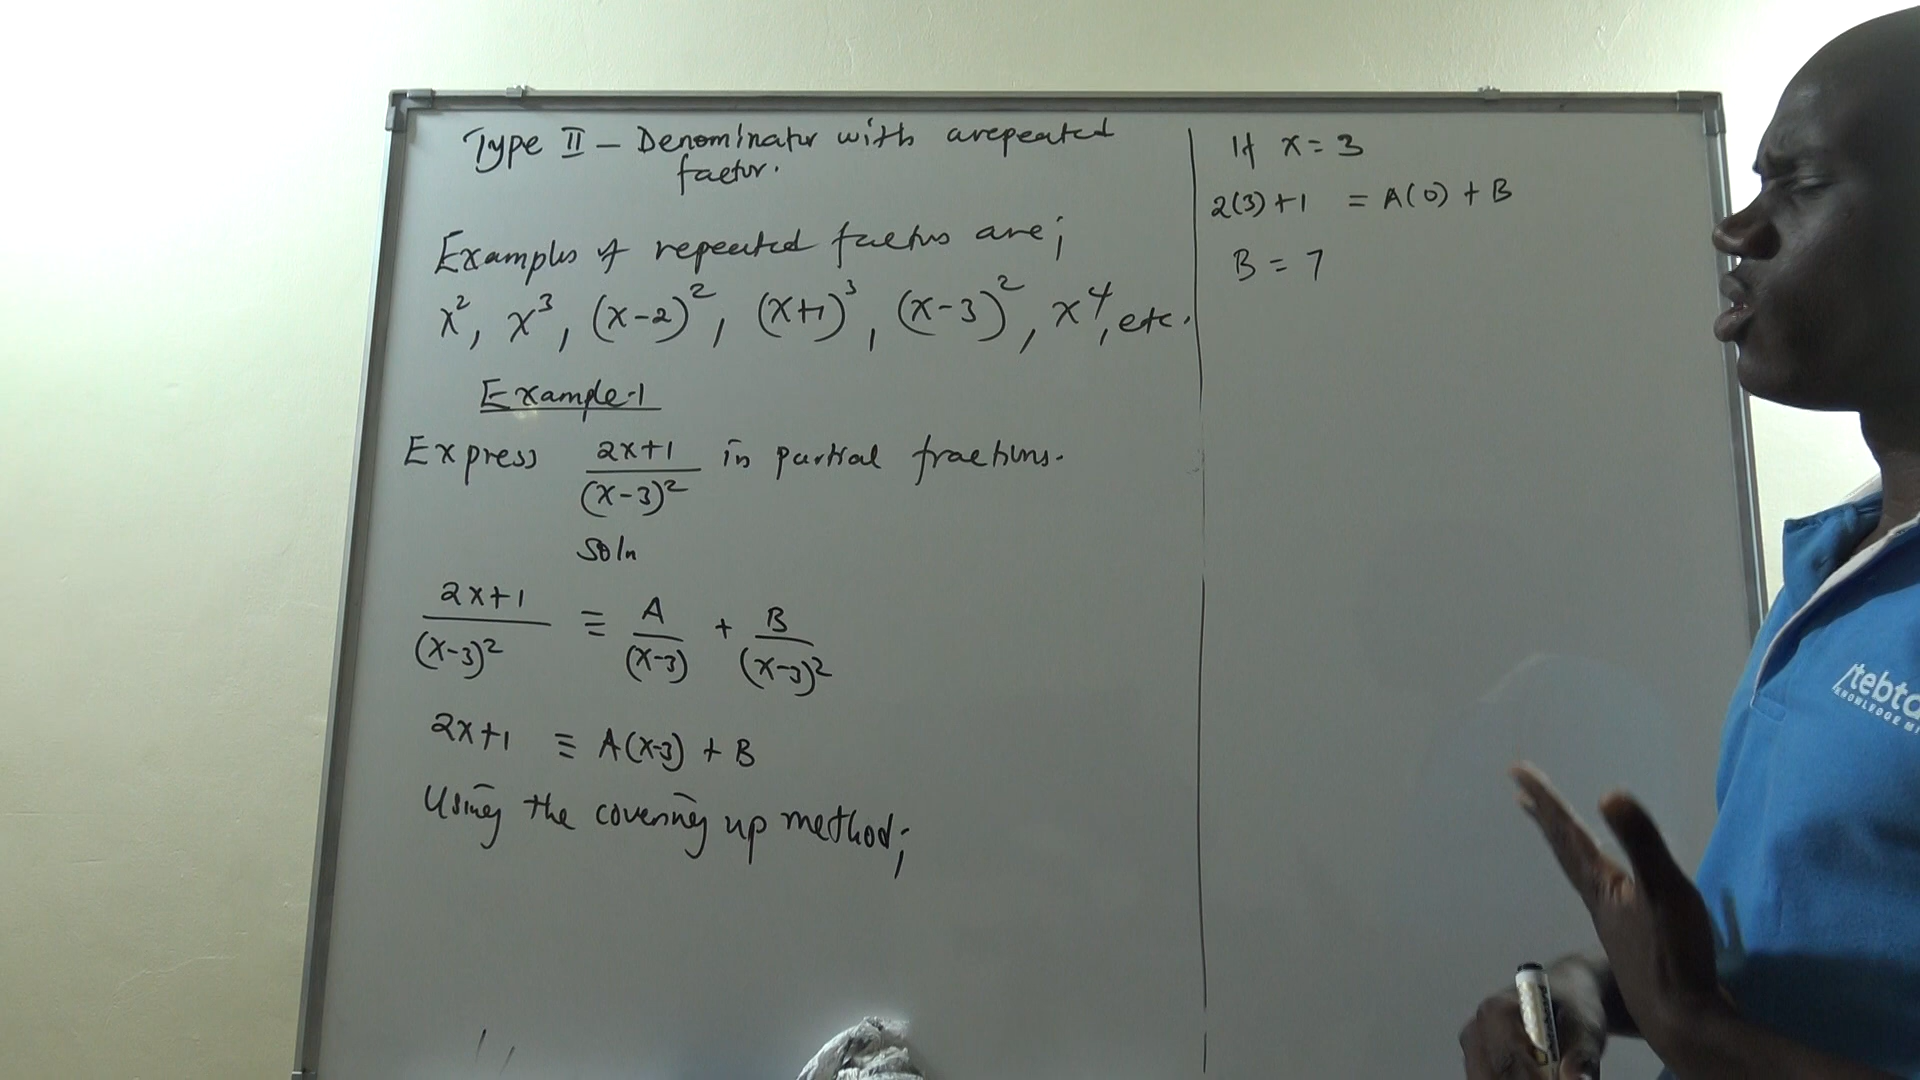 Type II - Denominator with a repeated
factor.
Examples of repeated factors are;
x², x³, (x-2)², (x+1)³, (x-3)², x⁴, etc.
Example-1
Express 2x+1/(x-3)² in partial fractions.
Soln
2x+1/(x-3)² ≡ A/(x-3) + B/(x-3)²
2x+1 ≡ A(x-3) + B
Using the covering up method;
If x = 3
2(3)+1 = A(0) + B
B = 7